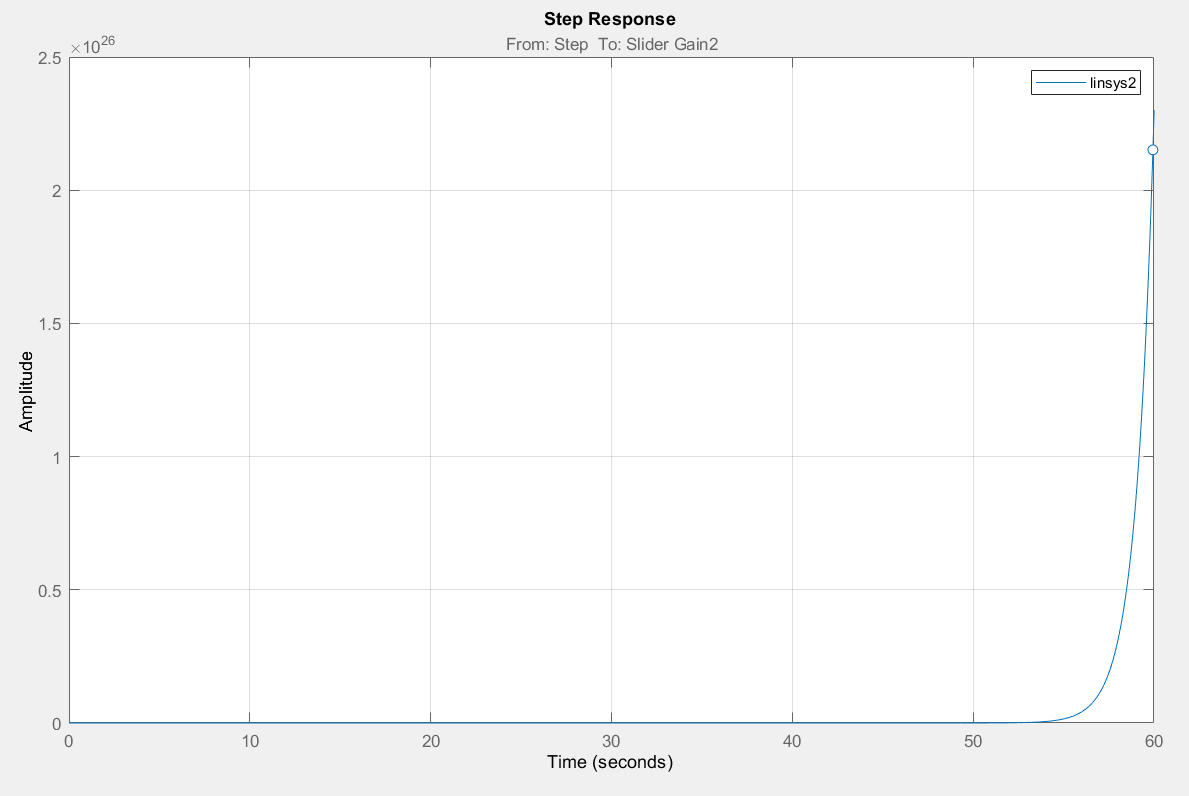 Step Response
From: Step  To: Slider Gain2
×10^26
2.5
2
1.5
1
0.5
0
Amplitude
linsys2
0 10 20 30 40 50 60
Time (seconds)